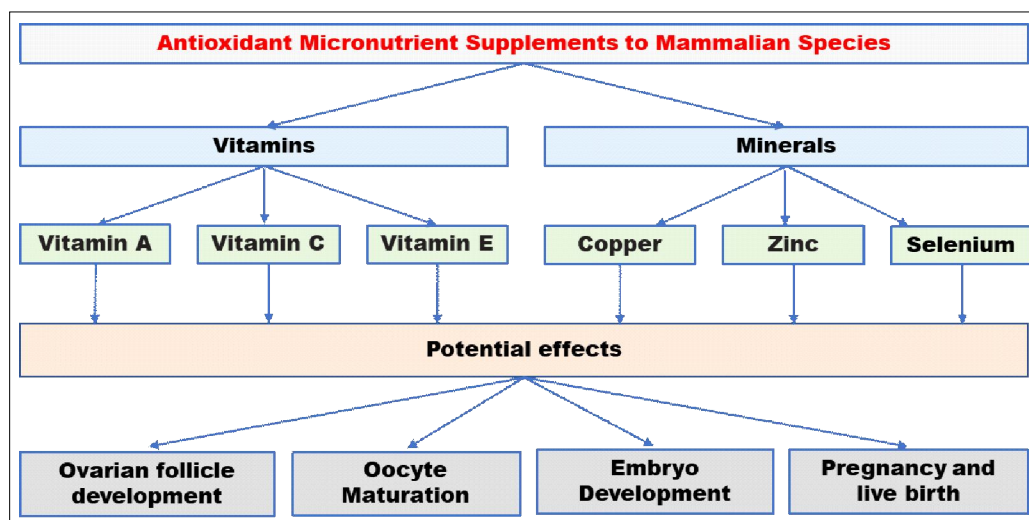 Antioxidant Micronutrient Supplements to Mammalian Species
Vitamins
Minerals
Vitamin A
Vitamin C
Vitamin E
Copper
Zinc
Selenium
Potential effects
Ovarian follicle
development
Oocyte
Maturation
Embryo
Development
Pregnancy and
live birth